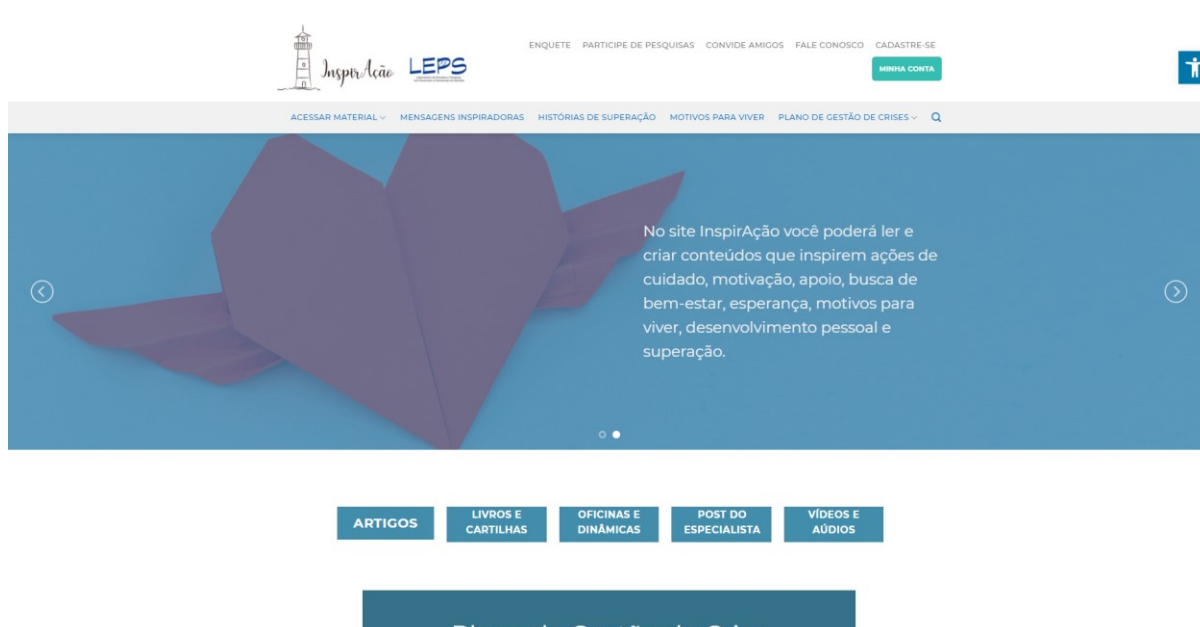 ENQUETE PARTICIPE DE PESQUISAS CONVIDE AMIGOS FALE CONOSCO CADASTRE-SE
InspirAção LEPS
MINHA CONTA
ACESSAR MATERIAL MENSAGENS INSPIRADORAS HISTÓRIAS DE SUPERAÇÃO MOTIVOS PARA VIVER PLANO DE GESTÃO DE CRISES
No site InspirAção você poderá ler e
criar conteúdos que inspirem ações de
cuidado, motivação, apoio, busca de
bem-estar, esperança, motivos para
viver, desenvolvimento pessoal e
superação.
ARTIGOS
LIVROS E
CARTILHAS
OFICINAS E
DINÂMICAS
POST DO
ESPECIALISTA
VÍDEOS E
AÚDIOS